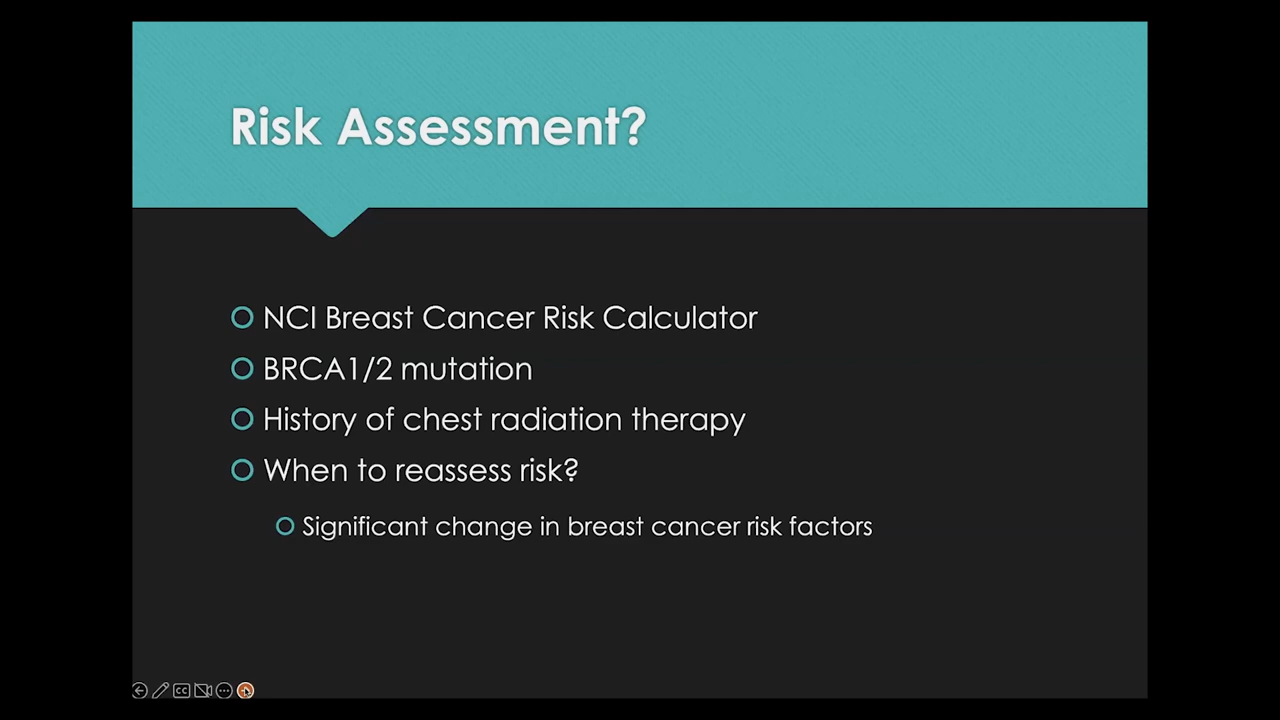 Risk Assessment?
NCI Breast Cancer Risk Calculator
BRCA1/2 mutation
History of chest radiation therapy
When to reassess risk?
Significant change in breast cancer risk factors
CC